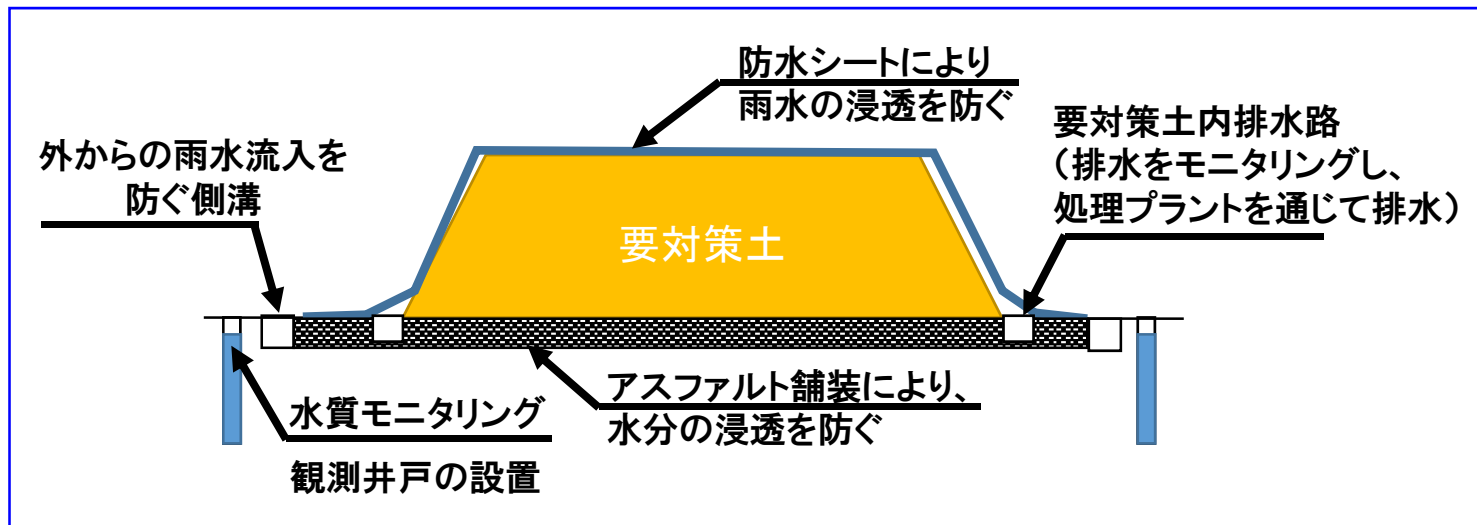 防水シートにより
雨水の浸透を防ぐ
外からの雨水流入を
防ぐ側溝
要対策土内排水路
（排水をモニタリングし、
処理プラントを通じて排水）
要対策土
水質モニタリング
観測井戸の設置
アスファルト舗装により、
水分の浸透を防ぐ